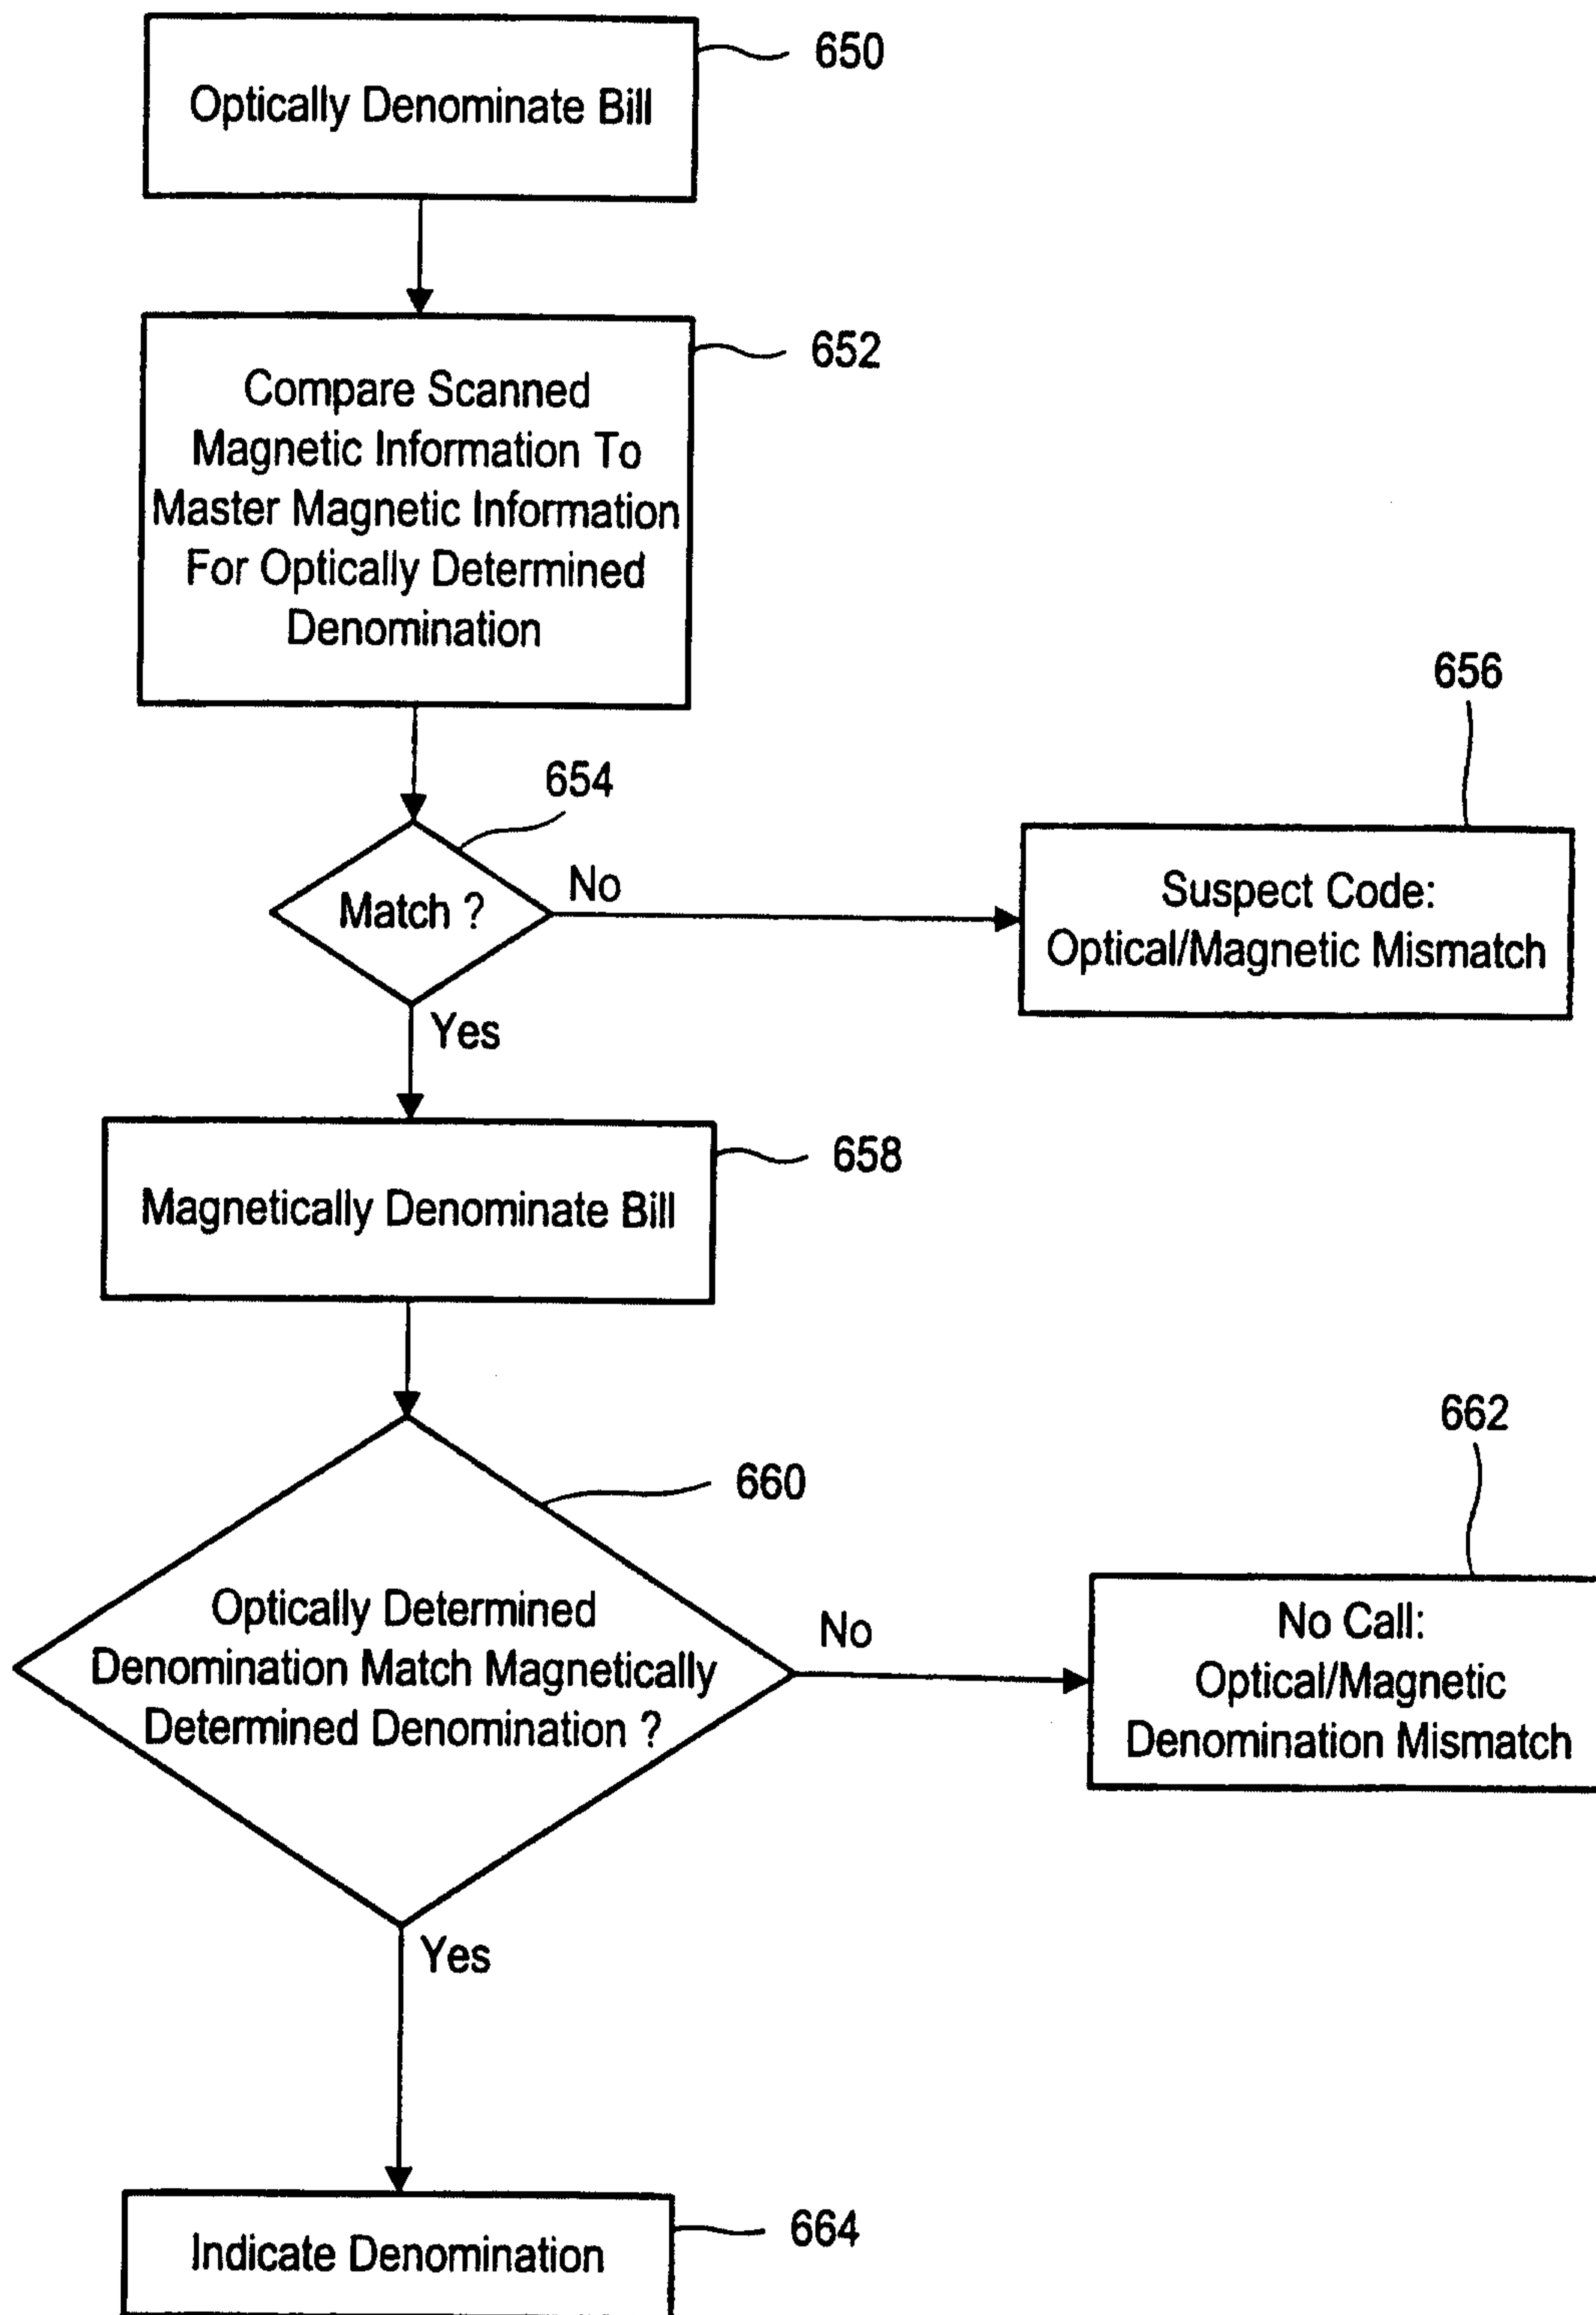 650
Optically Denominate Bill
652
Compare Scanned
Magnetic Information To
Master Magnetic Information
For Optically Determined
Denomination
654
Match ?
No
656
Suspect Code:
Optical/Magnetic Mismatch
Yes
658
Magnetically Denominate Bill
660
Optically Determined
Denomination Match Magnetically
Determined Denomination ?
No
662
No Call:
Optical/Magnetic
Denomination Mismatch
Yes
664
Indicate Denomination